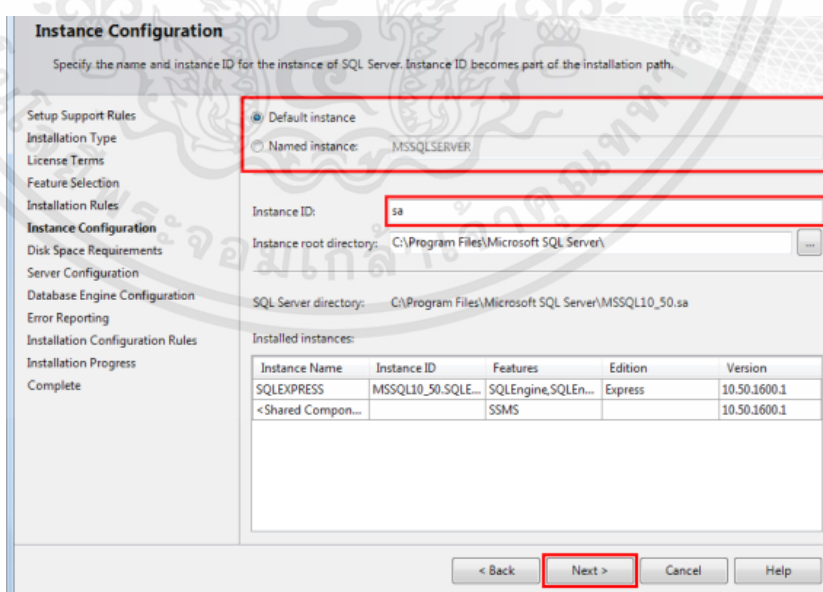 Instance Configuration
Specify the name and instance ID for the instance of SQL Server. Instance ID becomes part of the installation path.
Setup Support Rules
Installation Type
License Terms
Feature Selection
Installation Rules
Instance Configuration
Disk Space Requirements
Server Configuration
Database Engine Configuration
Error Reporting
Installation Configuration Rules
Installation Progress
Complete
Default instance
Named instance: MSSQLSERVER
Instance ID: sa
Instance root directory: C:\Program Files\Microsoft SQL Server\ ...
SQL Server directory: C:\Program Files\Microsoft SQL Server\MSSQL10_50.sa
Installed instances:
Instance Name Instance ID Features Edition Version
SQLEXPRESS MSSQL10_50.SQLE... SQLEngine,SQLEn... Express 10.50.1600.1
<Shared Compon... SSMS 10.50.1600.1
< Back Next > Cancel Help